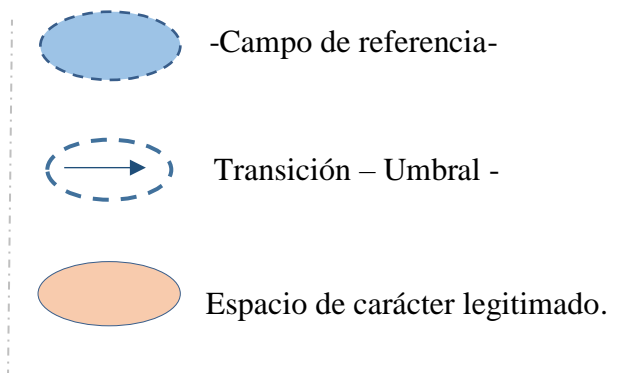 -Campo de referencia-
Transición – Umbral -
Espacio de carácter legitimado.